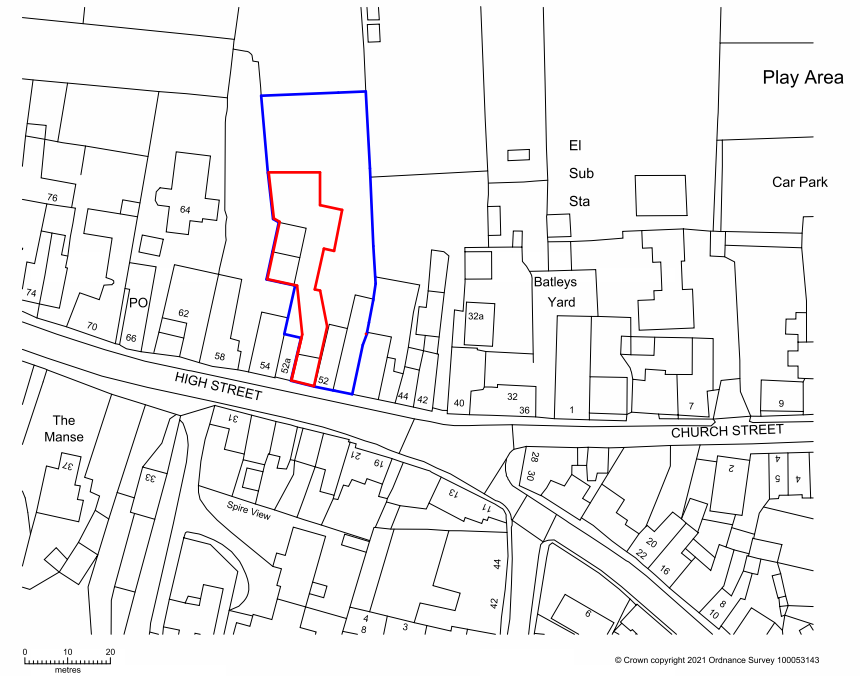 Play Area
El
Sub
Sta
Car Park
76
64
74
PO
62
70
66
58
54
52a
52
Batleys
Yard
32a
44
42
40
32
36
1
7
9
HIGH STREET
CHURCH STREET
The
Manse
31
21
19
37
33
13
11
Spire View
28
30
2
4
5
4
20
22
16
44
42
8
10
6
4
8
3
0 10 20
metres
© Crown copyright 2021 Ordnance Survey 100053143